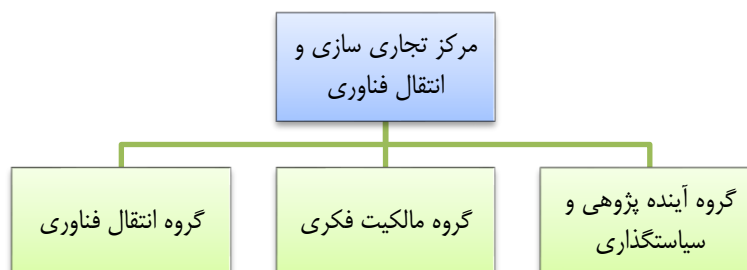 مرکز تجاری سازی و
انتقال فناوری
گروه آینده پژوهی و
سیاستگذاری
گروه مالکیت فکری
گروه انتقال فناوری